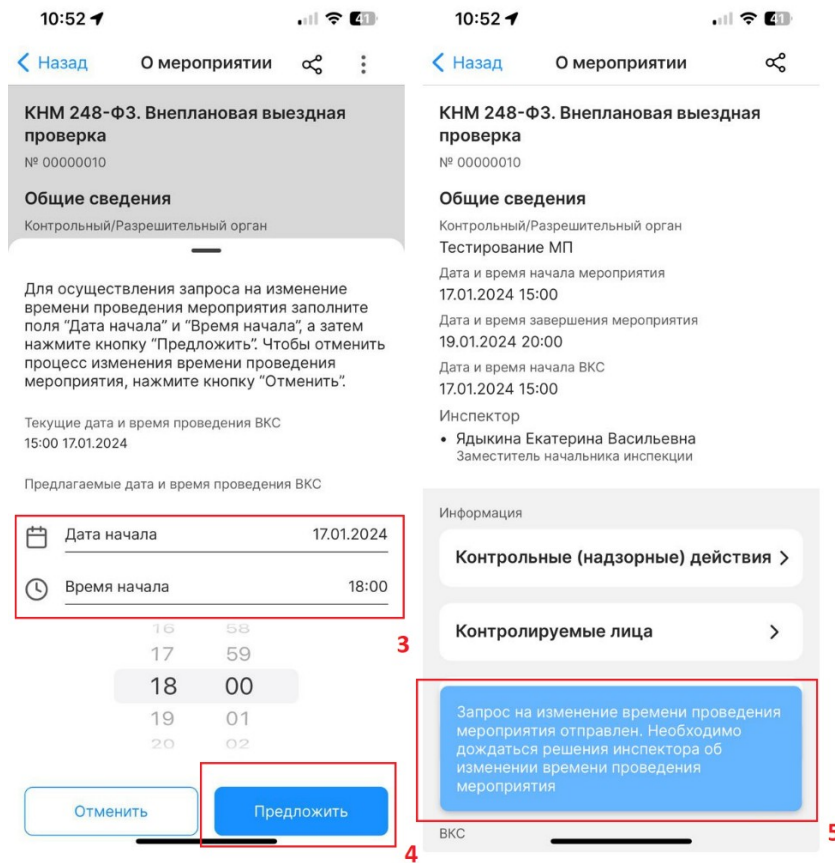 10:52
41
Назад
О мероприятии
КНМ 248-ФЗ. Внеплановая выездная
проверка
№ 00000010
Общие сведения
Контрольный/Разрешительный орган
Для осуществления запроса на изменение
времени проведения мероприятия заполните
поля “Дата начала” и “Время начала”, а затем
нажмите кнопку “Предложить”. Чтобы отменить
процесс изменения времени проведения
мероприятия, нажмите кнопку “Отменить”.
Текущие дата и время проведения ВКС
15:00 17.01.2024
Предлагаемые дата и время проведения ВКС
Дата начала 17.01.2024
Время начала 18:00
3
16 58
17 59
18 00
19 01
20 02
Отменить
Предложить
4
10:52
41
Назад
О мероприятии
КНМ 248-ФЗ. Внеплановая выездная
проверка
№ 00000010
Общие сведения
Контрольный/Разрешительный орган
Тестирование МП
Дата и время начала мероприятия
17.01.2024 15:00
Дата и время завершения мероприятия
19.01.2024 20:00
Дата и время начала ВКС
17.01.2024 15:00
Инспектор
• Ядыкина Екатерина Васильевна
Заместитель начальника инспекции
Информация
Контрольные (надзорные) действия
Контролируемые лица
Запрос на изменение времени проведения
мероприятия отправлен. Необходимо
дождаться решения инспектора об
изменении времени проведения
мероприятия
5
ВКС